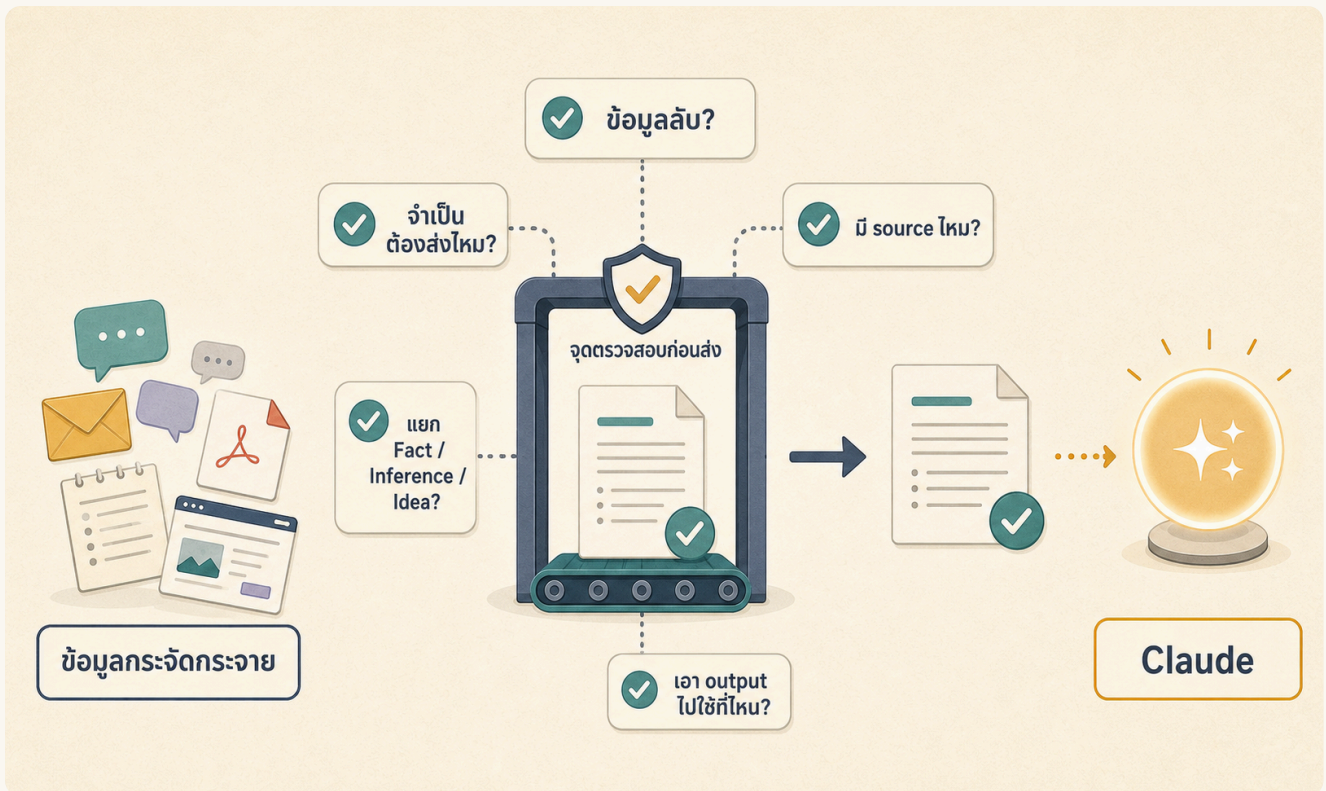 ข้อมูลลับ?
จำเป็น
ต้องส่งไหม?
มี source ไหม?
จุดตรวจสอบก่อนส่ง
แยก
Fact /
Inference /
Idea?
ข้อมูลกระจัดกระจาย
Claude
เอา output
ไปใช้ที่ไหน?